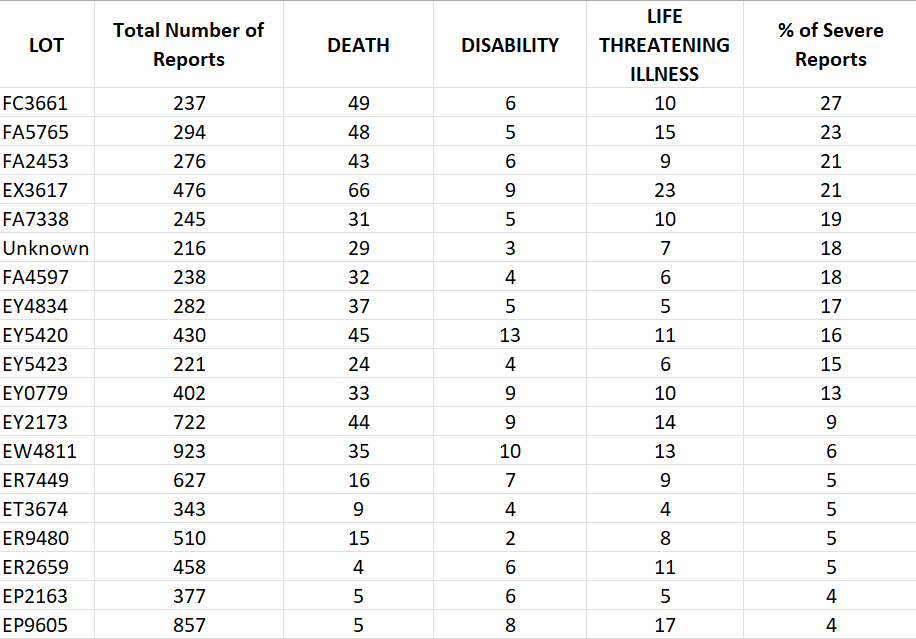 LOT Total Number of Reports DEATH DISABILITY LIFE THREATENING ILLNESS % of Severe Reports
FC3661 237 49 6 10 27
FA5765 294 48 5 15 23
FA2453 276 43 6 9 21
EX3617 476 66 9 23 21
FA7338 245 31 5 10 19
Unknown 216 29 3 7 18
FA4597 238 32 4 6 18
EY4834 282 37 5 5 17
EY5420 430 45 13 11 16
EY5423 221 24 4 6 15
EY0779 402 33 9 10 13
EY2173 722 44 9 14 9
EW4811 923 35 10 13 6
ER7449 627 16 7 9 5
ET3674 343 9 4 4 5
ER9480 510 15 2 8 5
ER2659 458 4 6 11 5
EP2163 377 5 6 5 4
EP9605 857 5 8 17 4